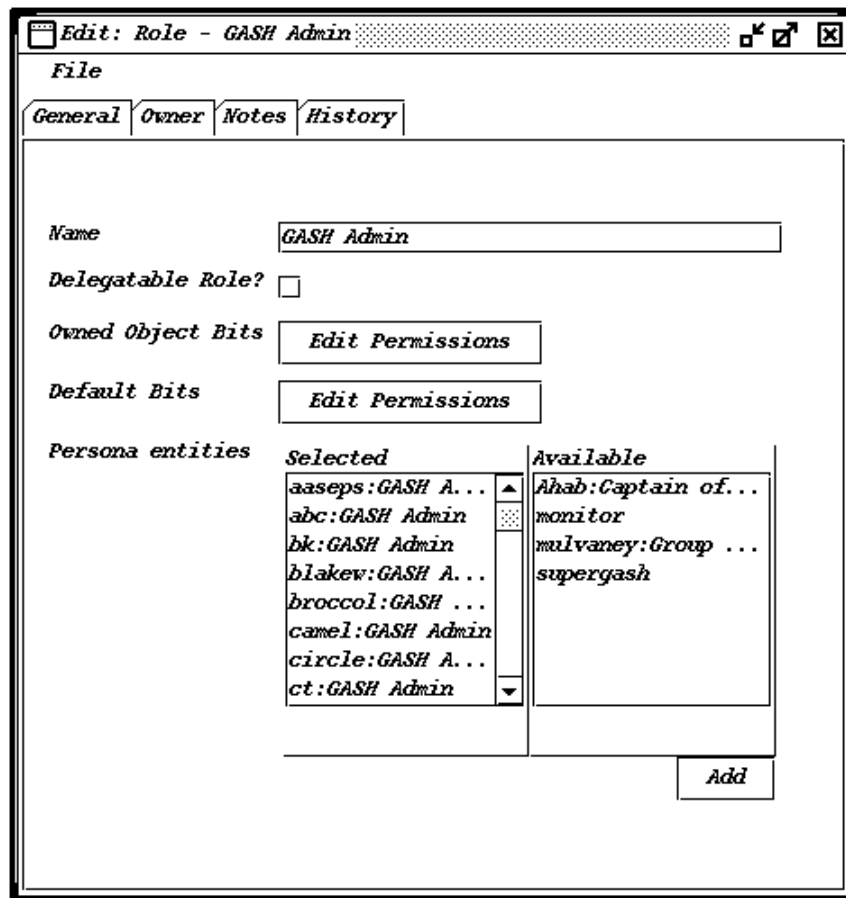 Edit: Role - GASH Admin
File
General Owner Notes History
Name GASH Admin
Delegatable Role?
Owned Object Bits Edit Permissions
Default Bits Edit Permissions
Persona entities Selected Available
aaseps:GASH A... Ahab:Captain of...
abc:GASH Admin monitor
bk:GASH Admin mulvaney:Group ...
blakew:GASH A... supergash
broccol:GASH ...
camel:GASH Admin
circle:GASH A...
ct:GASH Admin
Add